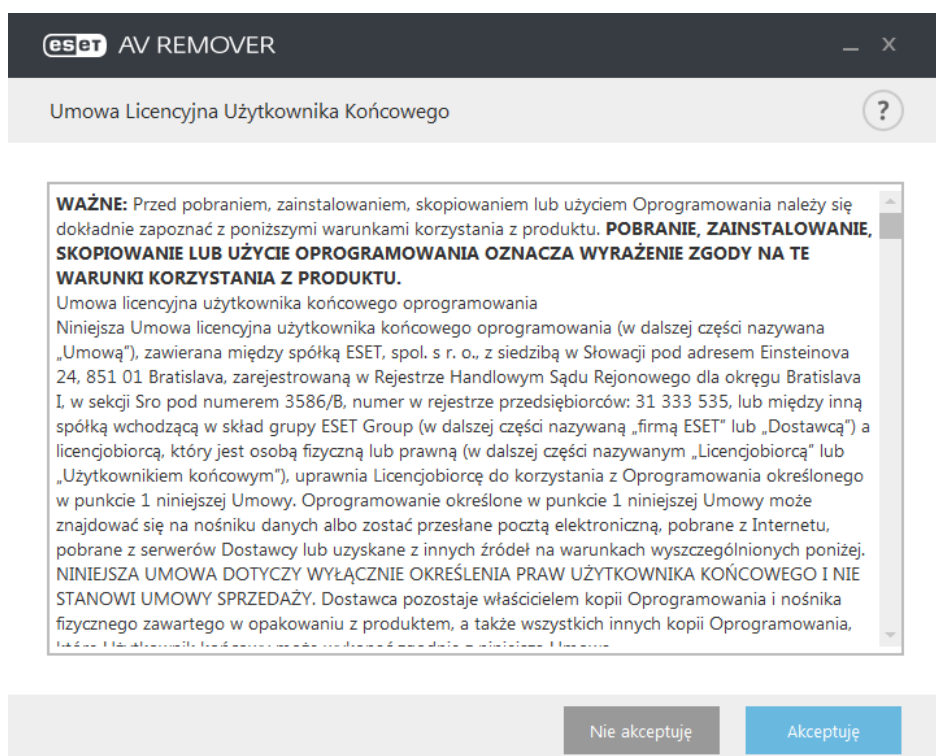 eset AV REMOVER
Umowa Licencyjna Użytkownika Końcowego
?
WAŻNE: Przed pobraniem, zainstalowaniem, skopiowaniem lub użyciem Oprogramowania należy się
dokładnie zapoznać z poniższymi warunkami korzystania z produktu. POBRANIE, ZAINSTALOWANIE,
SKOPIOWANIE LUB UŻYCIE OPROGRAMOWANIA OZNACZA WYRAŻENIE ZGODY NA TE
WARUNKI KORZYSTANIA Z PRODUKTU.
Umowa licencyjna użytkownika końcowego oprogramowania
Niniejsza Umowa licencyjna użytkownika końcowego oprogramowania (w dalszej części nazywana
„Umową”), zawierana między spółką ESET, spol. s r. o., z siedzibą w Słowacji pod adresem Einsteinova
24, 851 01 Bratislava, zarejestrowaną w Rejestrze Handlowym Sądu Rejonowego dla okręgu Bratislava
I, w sekcji Sro pod numerem 3586/B, numer w rejestrze przedsiębiorców: 31 333 535, lub między inną
spółką wchodzącą w skład grupy ESET Group (w dalszej części nazywaną „firmą ESET” lub „Dostawcą”) a
licencjobiorcą, który jest osobą fizyczną lub prawną (w dalszej części nazywanym „Licencjobiorcą” lub
„Użytkownikiem końcowym”), uprawnia Licencjobiorcę do korzystania z Oprogramowania określonego
w punkcie 1 niniejszej Umowy. Oprogramowanie określone w punkcie 1 niniejszej Umowy może
znajdować się na nośniku danych albo zostać przesłane pocztą elektroniczną, pobrane z Internetu,
pobrane z serwerów Dostawcy lub uzyskane z innych źródeł na warunkach wyszczególnionych poniżej.
NINIEJSZA UMOWA DOTYCZY WYŁĄCZNIE OKREŚLENIA PRAW UŻYTKOWNIKA KOŃCOWEGO I NIE
STANOWI UMOWY SPRZEDAŻY. Dostawca pozostaje właścicielem kopii Oprogramowania i nośnika
fizycznego zawartego w opakowaniu z produktem, a także wszystkich innych kopii Oprogramowania,
Nie akceptuję
Akceptuję